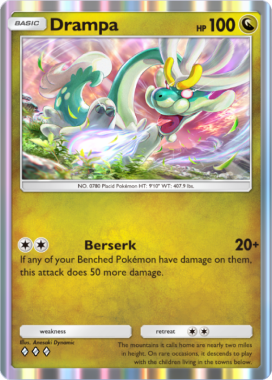 BASIC Drampa HP 100
NO. 0780 Placid Pokémon HT: 9'10" WT: 407.9 lbs.
Berserk 20+
If any of your Benched Pokémon have damage on them,
this attack does 50 more damage.
weakness retreat
Illus. Anesaki Dynamic
The mountains it calls home are nearly two miles
in height. On rare occasions, it descends to play
with the children living in the towns below.